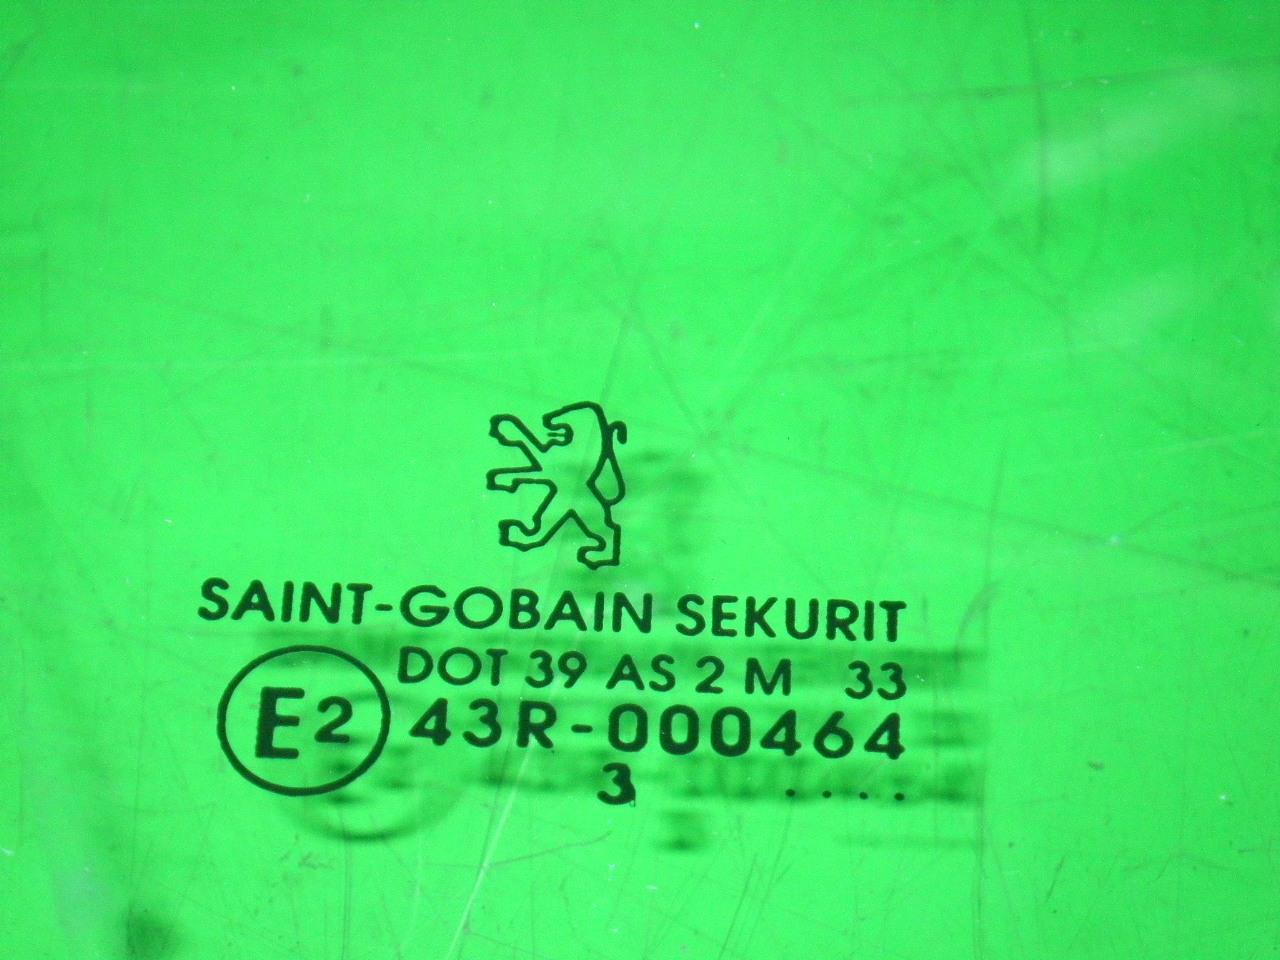 SAINT-GOBAIN SEKURIT
DOT 39 AS 2 M 33
E2 43R-000464
3 ....